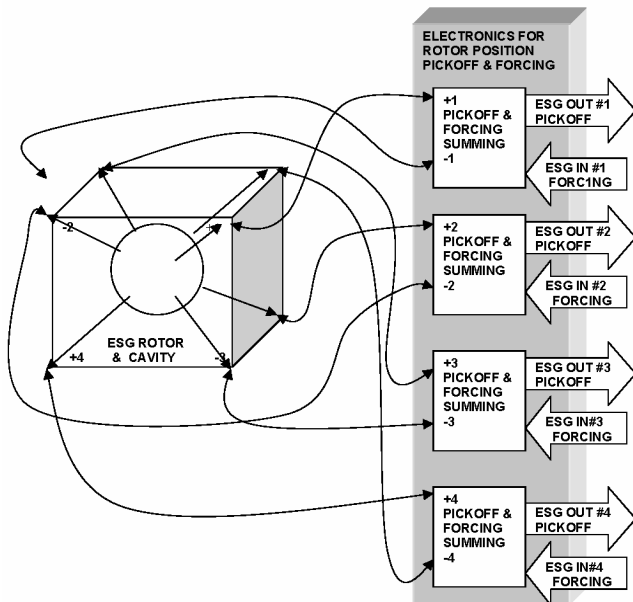 ELECTRONICS FOR
ROTOR POSITION
PICKOFF & FORCING
+1
PICKOFF &
FORCING
SUMMING
-1
ESG OUT #1
PICKOFF
ESG IN #1
FORC1NG
-2
+2
PICKOFF &
FORCING
SUMMING
-2
ESG OUT #2
PICKOFF
ESG IN #2
FORCING
ESG ROTOR
& CAVITY
+4
-3
+3
PICKOFF &
FORCING
SUMMING
-3
ESG OUT #3
PICKOFF
ESG IN#3
FORCING
+4
PICKOFF &
FORCING
SUMMING
-4
ESG OUT #4
PICKOFF
ESG IN#4
FORCING